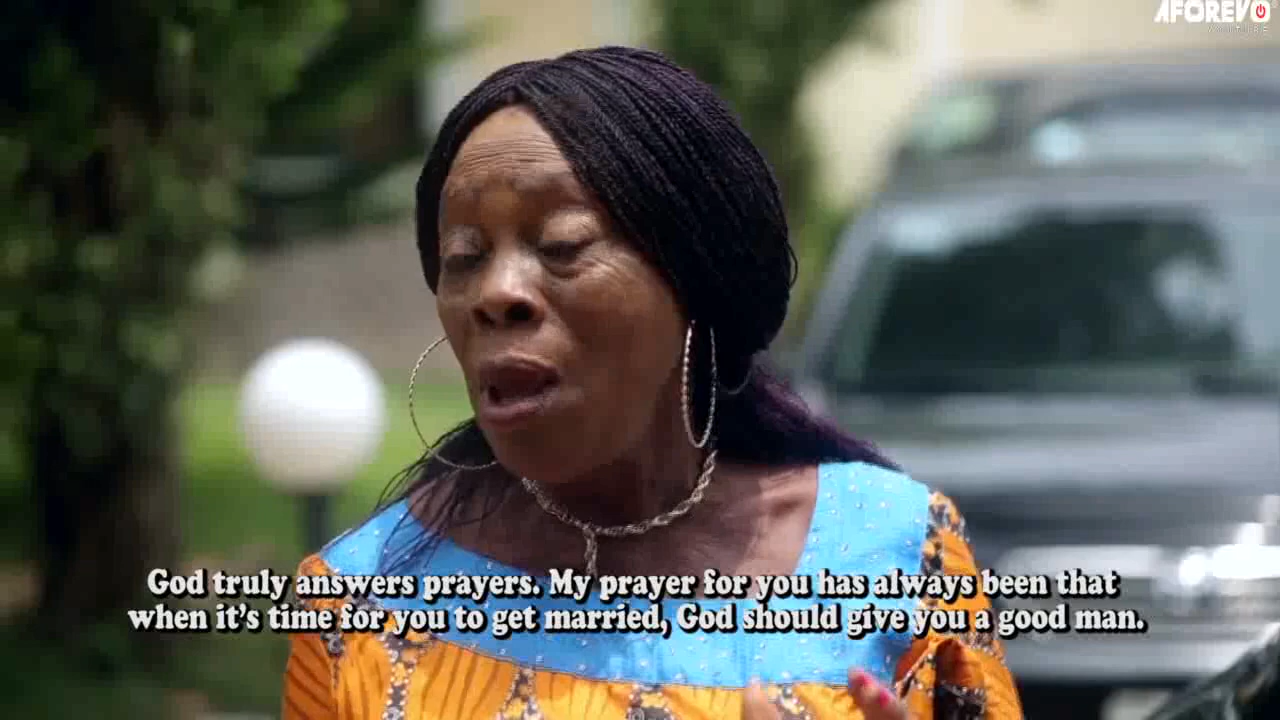 AFOREVO
YOUTUBE
God truly answers prayers. My prayer for you has always been that
when it's time for you to get married, God should give you a good man.